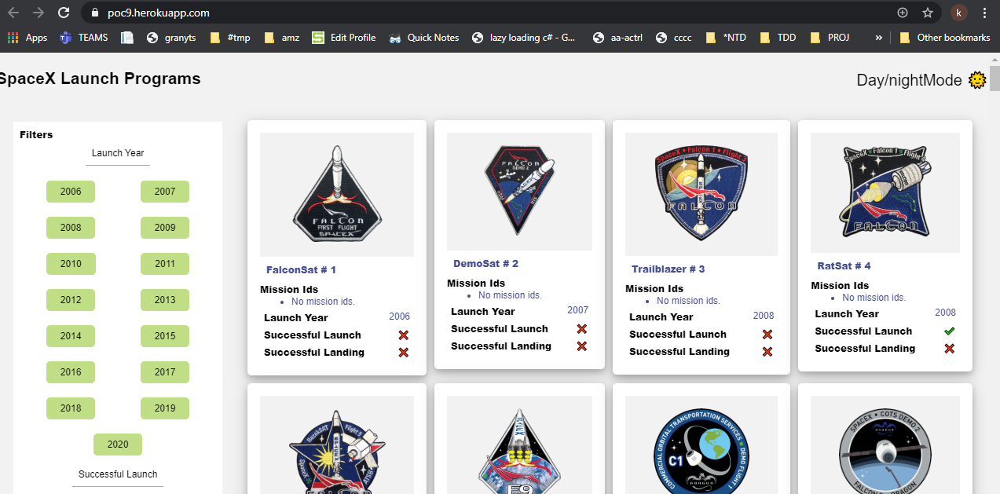 poc9.herokuapp.com
k
Apps TEAMS granyts #tmp amz Edit Profile Quick Notes lazy loading c# - G... aa-actrl cccc *NTD TDD PROJ » Other bookmarks
SpaceX Launch Programs
Day/nightMode
Filters
Launch Year
2006 2007
2008 2009
2010 2011
2012 2013
2014 2015
2016 2017
2018 2019
2020
Successful Launch
FALCON
FIRST FLIGHT
SPACEX
FalconSat # 1
Mission Ids
No mission ids.
Launch Year 2006
Successful Launch
Successful Landing
FALCON
DEMO 2
DemoSat # 2
Mission Ids
No mission ids.
Launch Year 2007
Successful Launch
Successful Landing
SpaceX • Falcon 1 • Flight 3
FALCON
Trailblazer # 3
Mission Ids
No mission ids.
Launch Year 2008
Successful Launch
Successful Landing
SpaceX Falcon 1 Flight 4
FALCON
FALCON
RatSat # 4
Mission Ids
No mission ids.
Launch Year 2008
Successful Launch
Successful Landing
RazakSAT Flight 5
SpaceX
ATSB
F9
COMMERCIAL ORBITAL TRANSPORTATION SERVICES
DEMO FLIGHT 1
C1
DRAGON
SPACEX • COTS DEMO 2
DRAGON